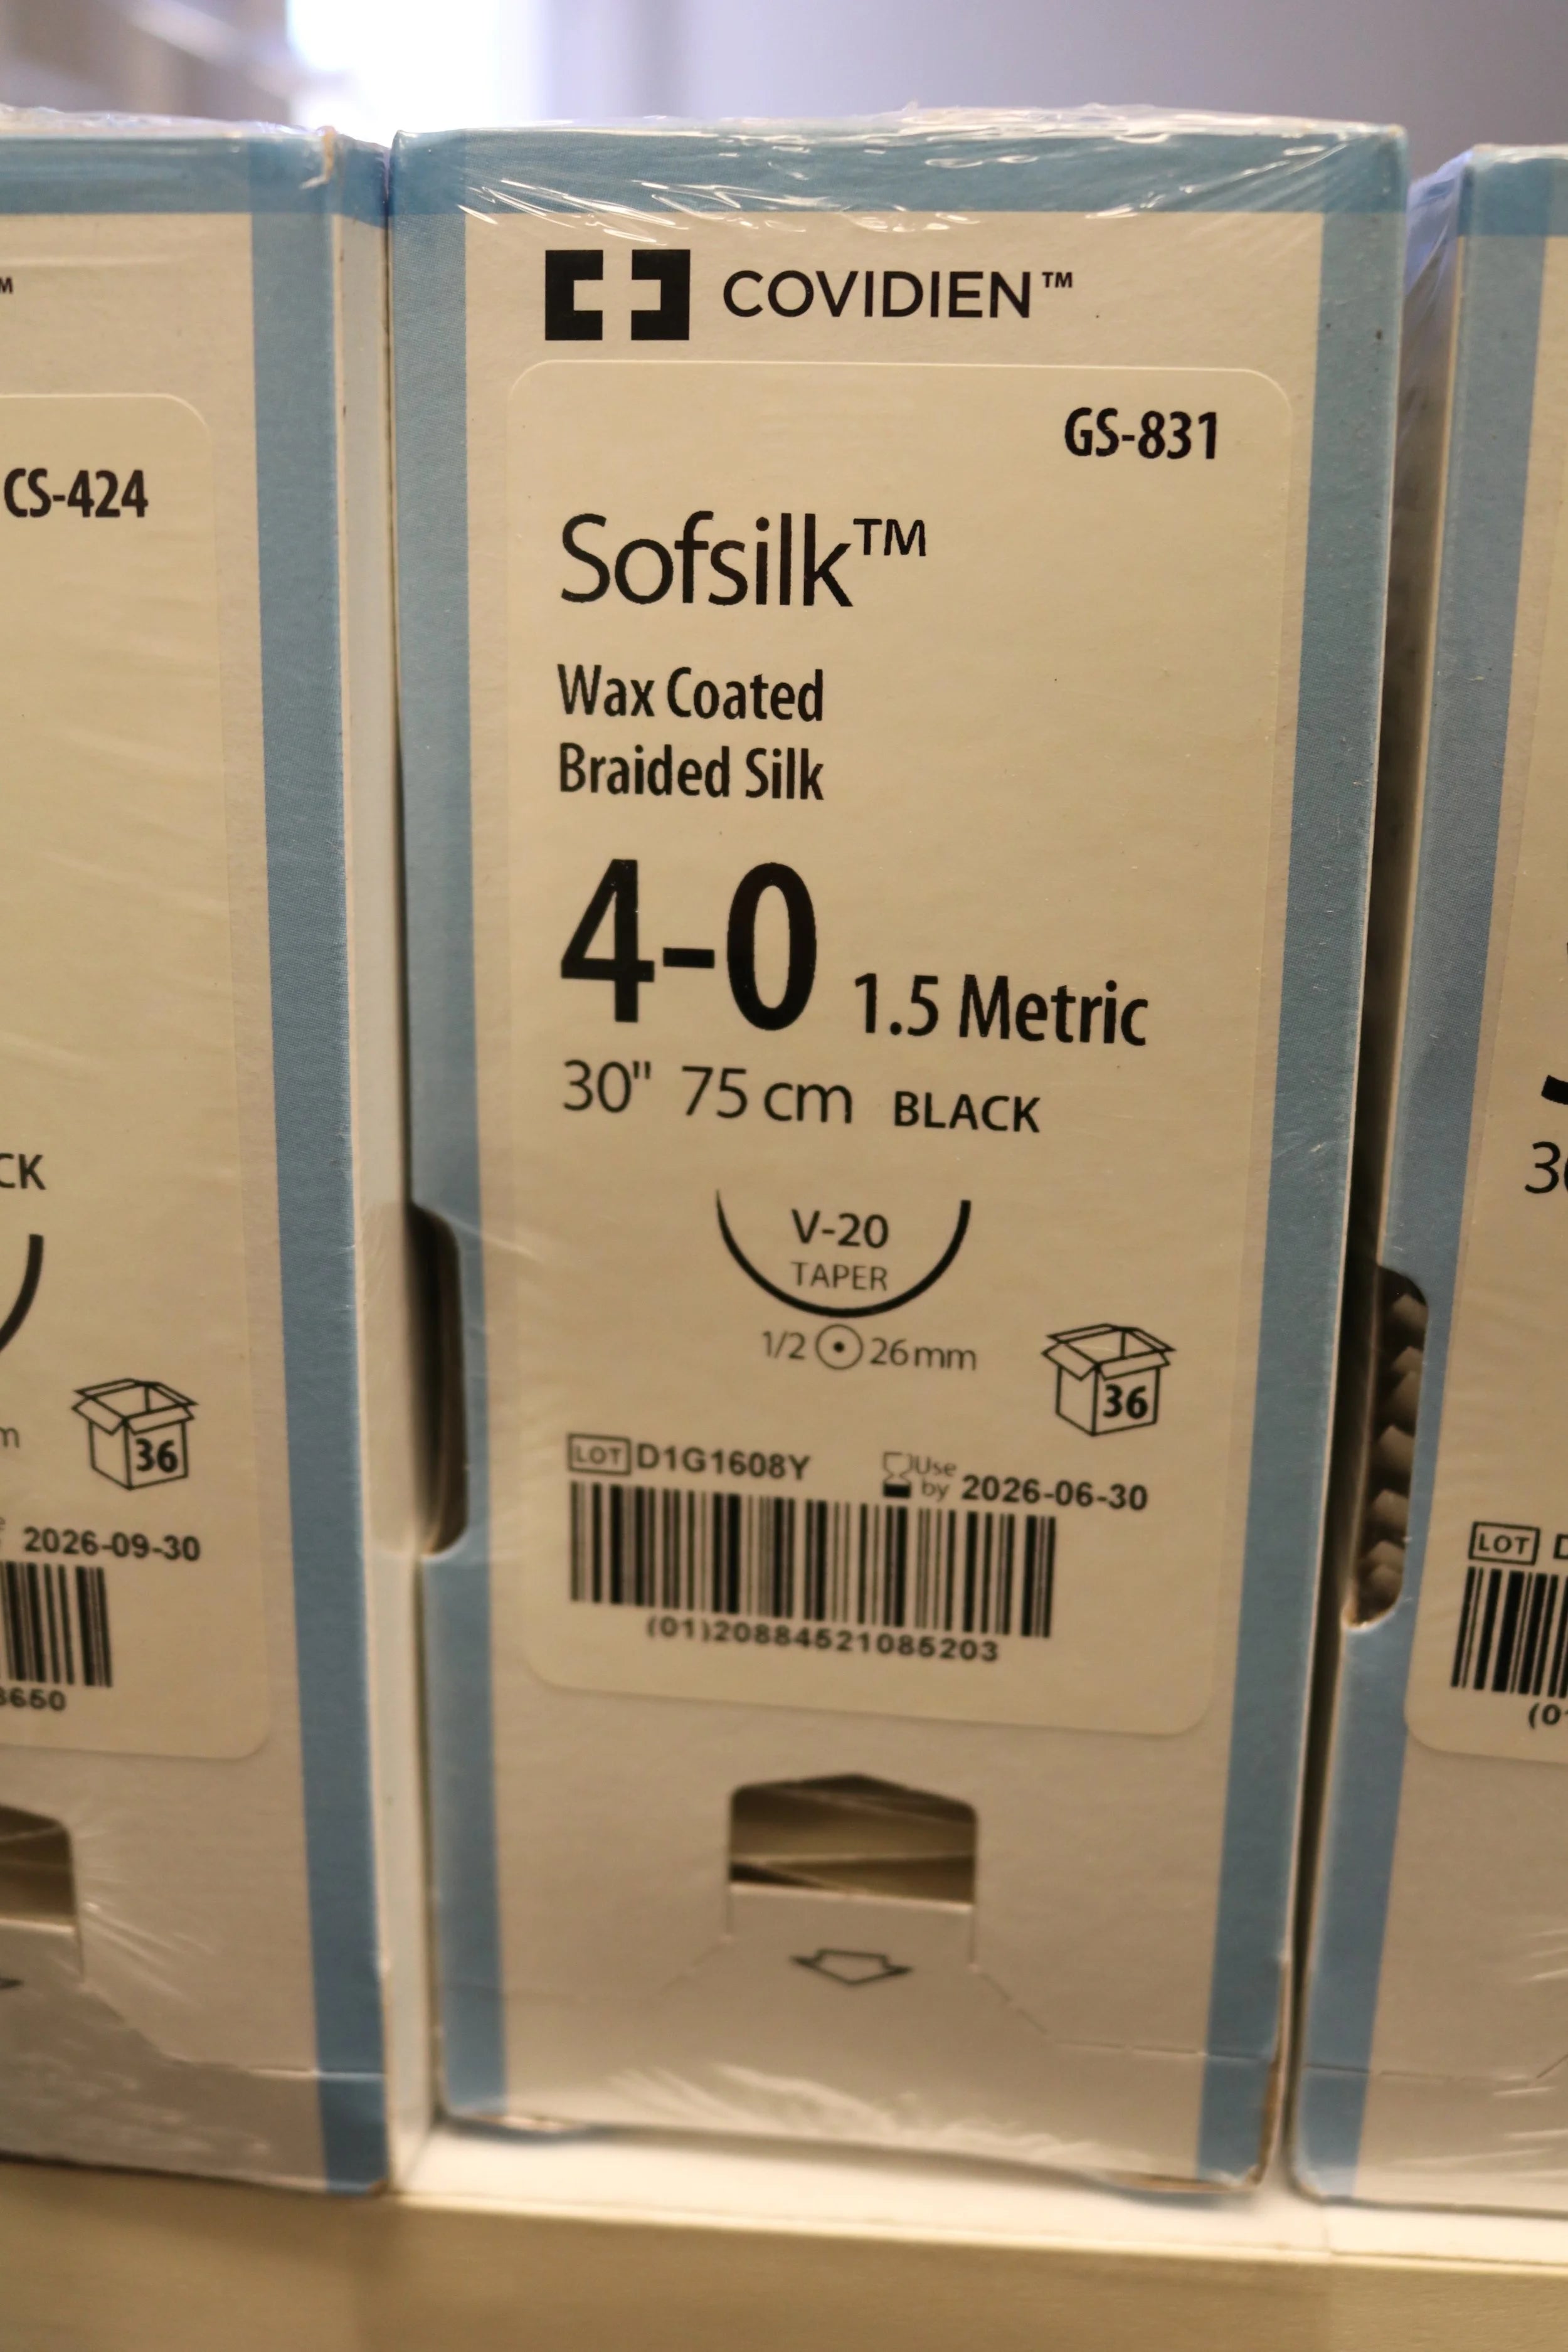 COVIDIEN™
GS-831
Sofsilk™
Wax Coated
Braided Silk
4-0 1.5 Metric
30" 75 cm BLACK
V-20
TAPER
1/2 26mm
36
LOT D1G1608Y Use by 2026-06-30
(01)20884521085203
CS-424
36
2026-09-30
LOT